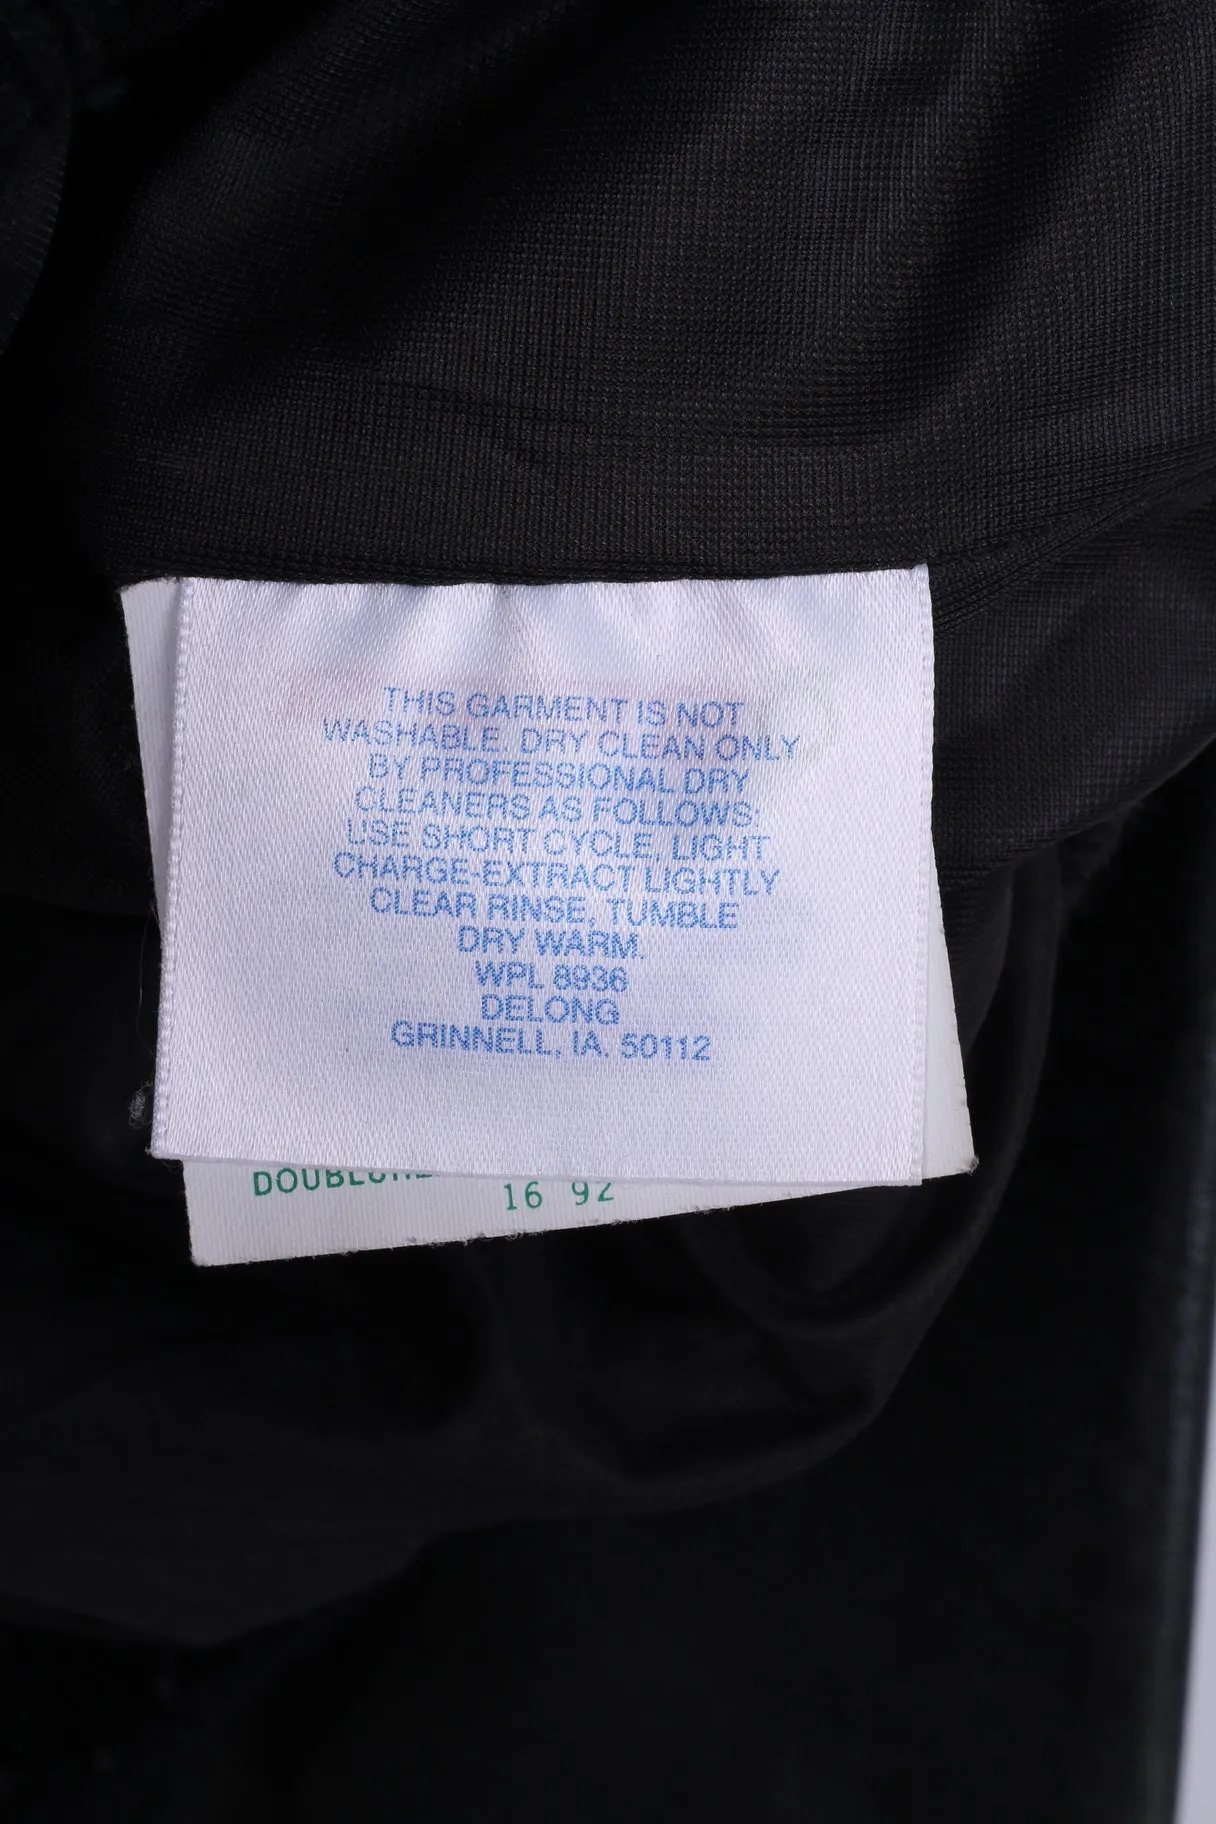 THIS GARMENT IS NOT
WASHABLE. DRY CLEAN ONLY
BY PROFESSIONAL DRY
CLEANERS AS FOLLOWS:
USE SHORT CYCLE, LIGHT
CHARGE-EXTRACT LIGHTLY
CLEAR RINSE, TUMBLE
DRY WARM.
WPL 8936
DELONG
GRINNELL, IA. 50112
16 92